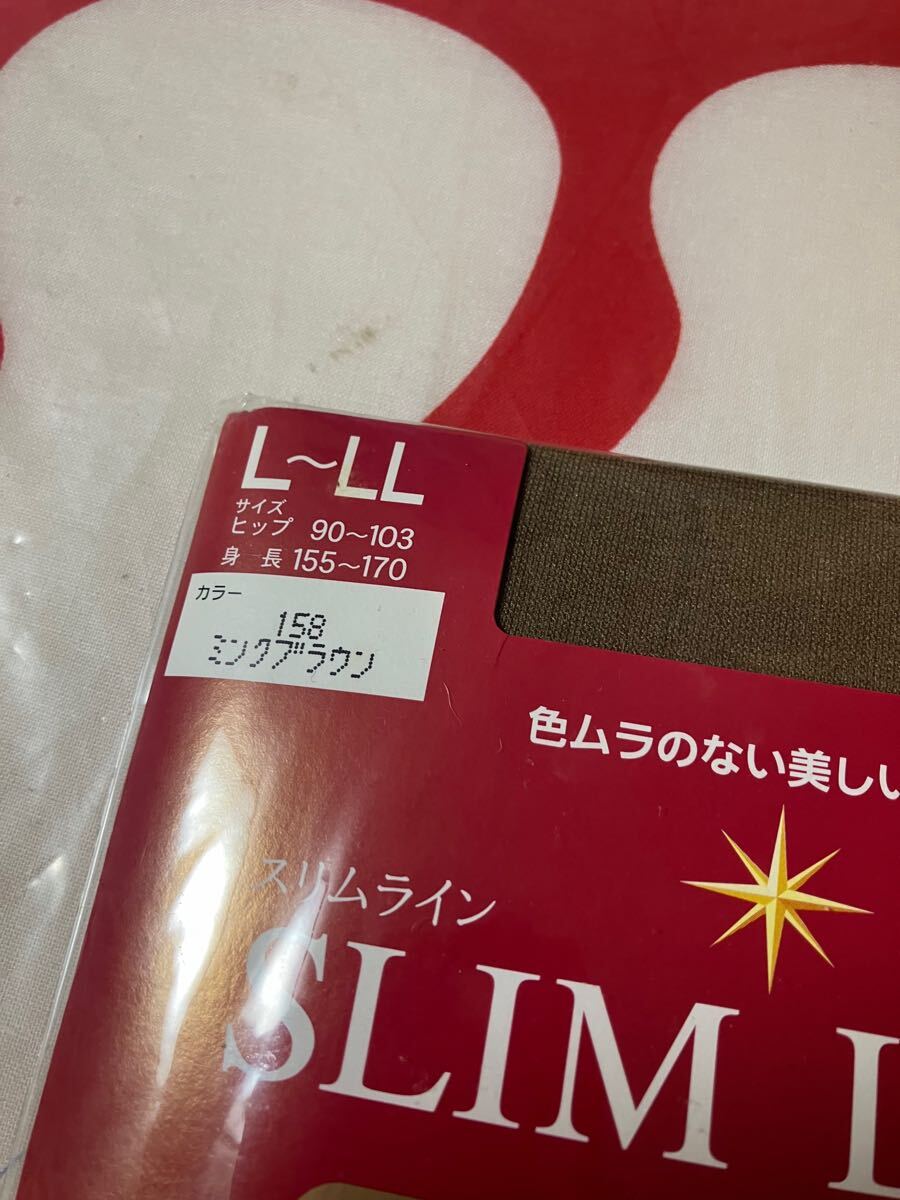 L〜LL
サイズ
ヒップ 90〜103
身長 155〜170
カラー
158
ミンクブラウン
色ムラのない美しい
スリムライン
SLIM L